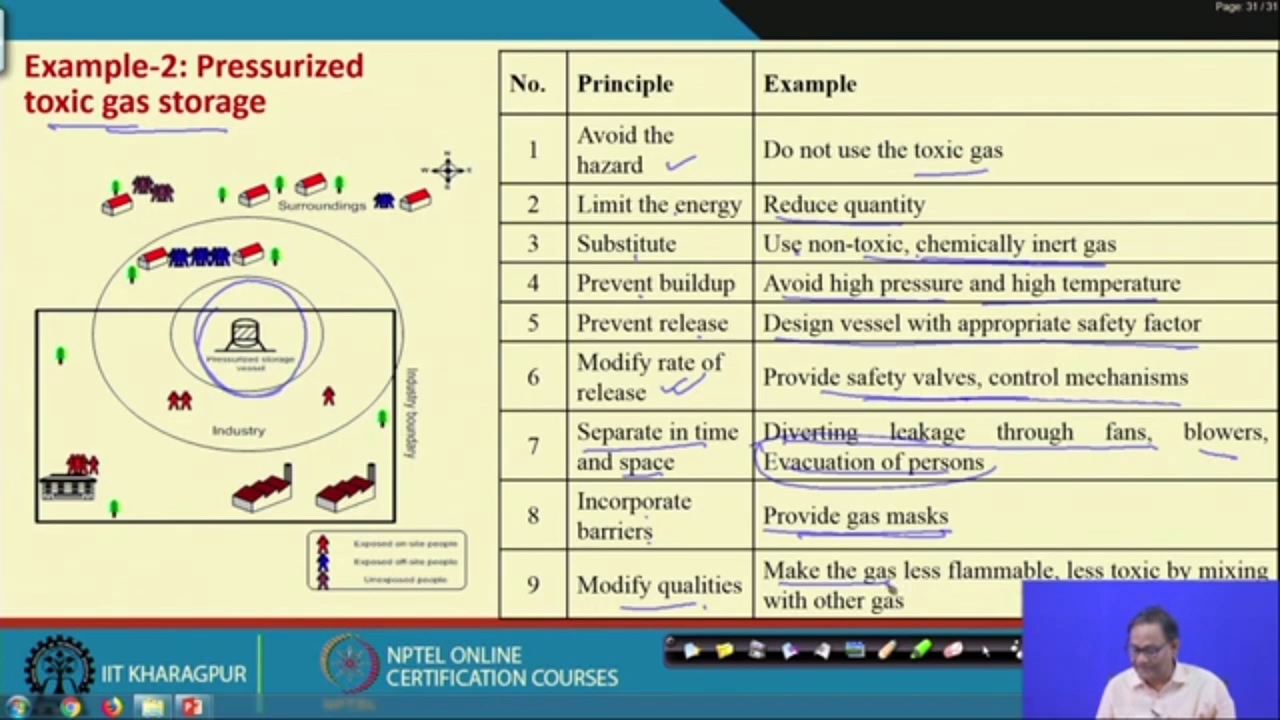 Page: 31 / 31
Example-2: Pressurized
toxic gas storage
N
W
E
S
Surroundings
Pressurized storage
vessel
Industry
Industry boundary
Exposed on-site people
Exposed off-site people
Unexposed people
No. Principle Example
1 Avoid the hazard Do not use the toxic gas
2 Limit the energy Reduce quantity
3 Substitute Use non-toxic, chemically inert gas
4 Prevent buildup Avoid high pressure and high temperature
5 Prevent release Design vessel with appropriate safety factor
6 Modify rate of release Provide safety valves, control mechanisms
7 Separate in time and space Diverting leakage through fans, blowers, Evacuation of persons
8 Incorporate barriers Provide gas masks
9 Modify qualities Make the gas less flammable, less toxic by mixing with other gas
IIT KHARAGPUR
NPTEL ONLINE
CERTIFICATION COURSES
NPTEL